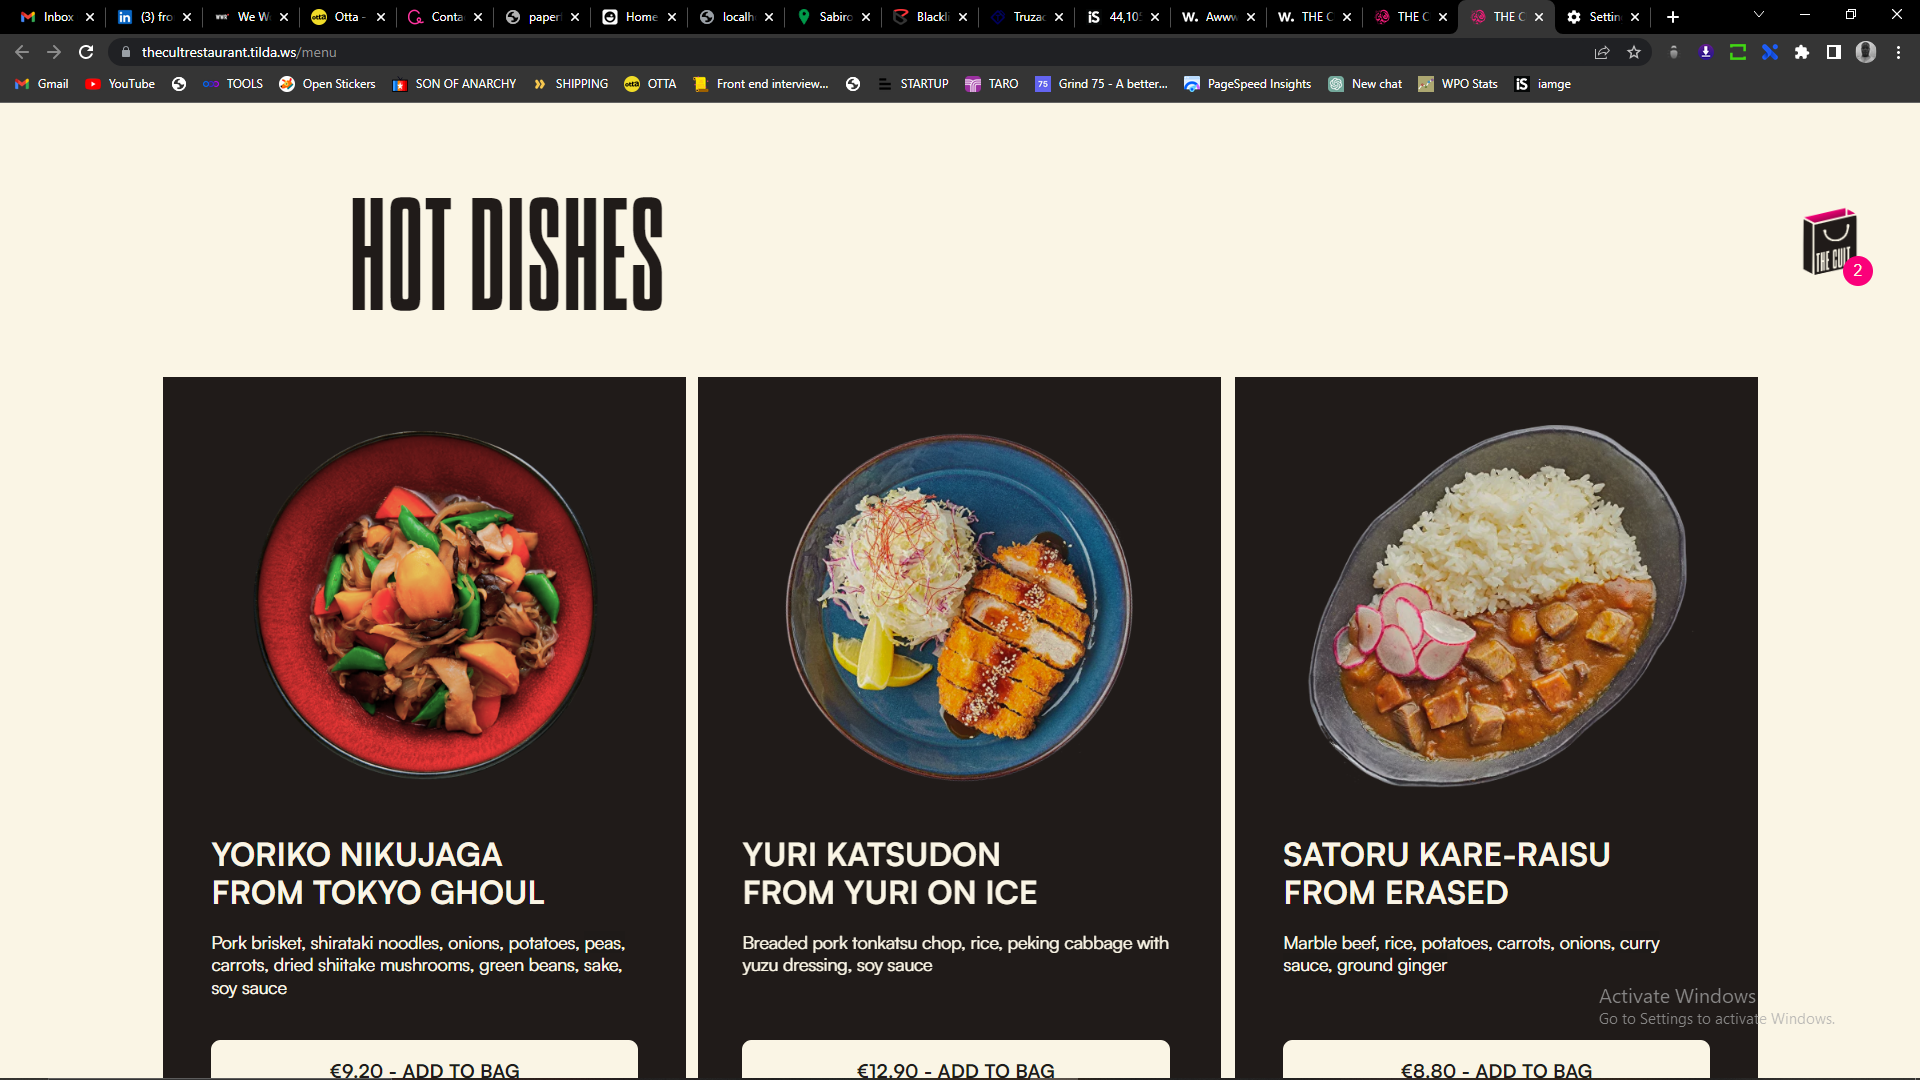 Inbox
(3) fro
We W
Otta -
Conta
paper
Home
localh
Sabiro
Blackli
Truzac
44,105
Aww
THE C
THE C
THE C
Settin
thecultrestaurant.tilda.ws/menu
Gmail
YouTube
TOOLS
Open Stickers
SON OF ANARCHY
SHIPPING
OTTA
Front end interview...
STARTUP
TARO
75
Grind 75 - A better...
PageSpeed Insights
New chat
WPO Stats
iS
iamge
HOT DISHES
THE CULT
2
YORIKO NIKUJAGA
FROM TOKYO GHOUL
Pork brisket, shirataki noodles, onions, potatoes, peas,
carrots, dried shiitake mushrooms, green beans, sake,
soy sauce
€9.20 - ADD TO BAG
YURI KATSUDON
FROM YURI ON ICE
Breaded pork tonkatsu chop, rice, peking cabbage with
yuzu dressing, soy sauce
€12.90 - ADD TO BAG
SATORU KARE-RAISU
FROM ERASED
Marble beef, rice, potatoes, carrots, onions, curry
sauce, ground ginger
€8.80 - ADD TO BAG
Activate Windows
Go to Settings to activate Windows.